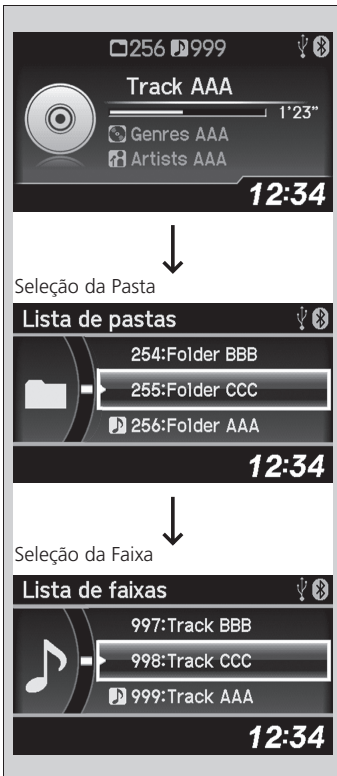 256 999
Track AAA
1'23"
Genres AAA
Artists AAA
12:34
Seleção da Pasta
Lista de pastas
254:Folder BBB
255:Folder CCC
256:Folder AAA
12:34
Seleção da Faixa
Lista de faixas
997:Track BBB
998:Track CCC
999:Track AAA
12:34